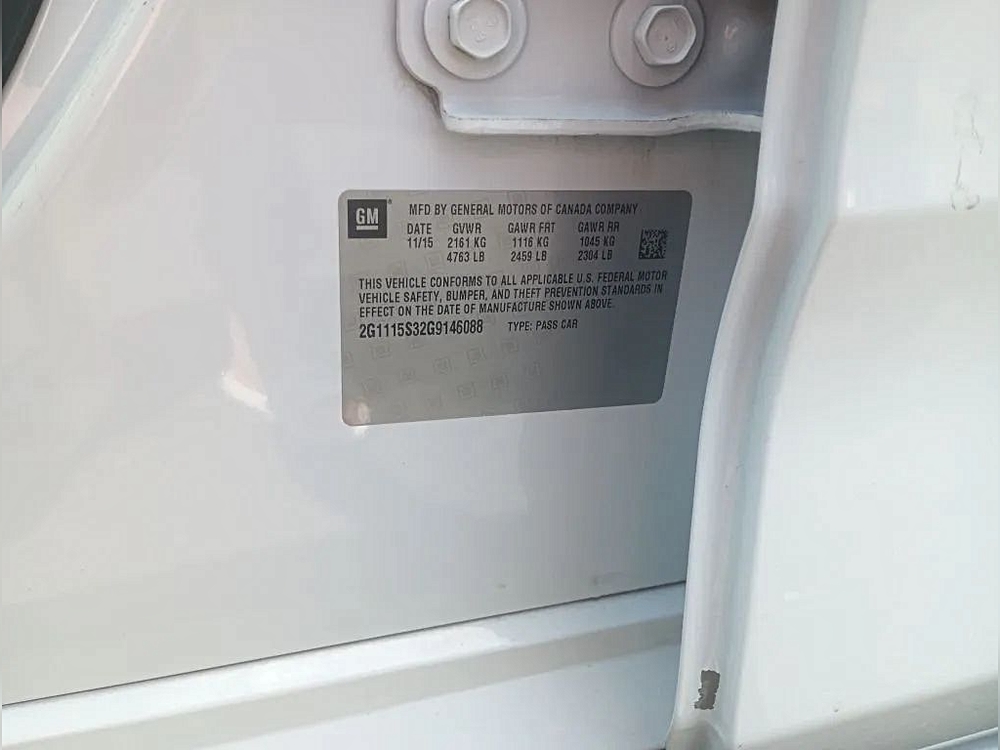 GM
MFD BY GENERAL MOTORS OF CANADA COMPANY
DATE GVWR GAWR FRT GAWR RR
11/15 2161 KG 1116 KG 1045 KG
4763 LB 2459 LB 2304 LB
THIS VEHICLE CONFORMS TO ALL APPLICABLE U.S. FEDERAL MOTOR
VEHICLE SAFETY, BUMPER, AND THEFT PREVENTION STANDARDS IN
EFFECT ON THE DATE OF MANUFACTURE SHOWN ABOVE.
2G1115S32G9146088 TYPE: PASS CAR